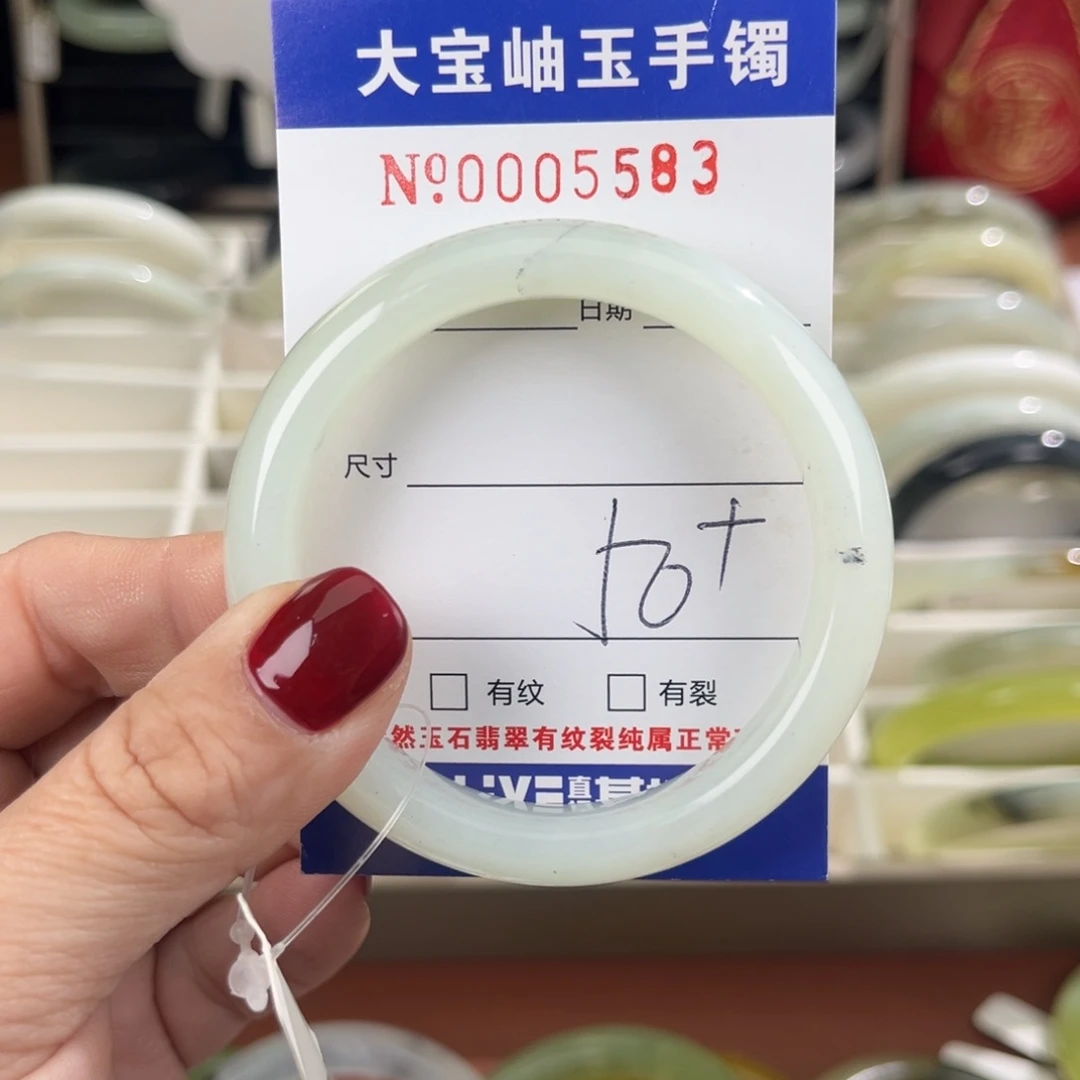 大宝岫玉手镯
№0005583
日期
尺寸
50+
有纹 有裂
然玉石翡翠有纹裂纯属正常